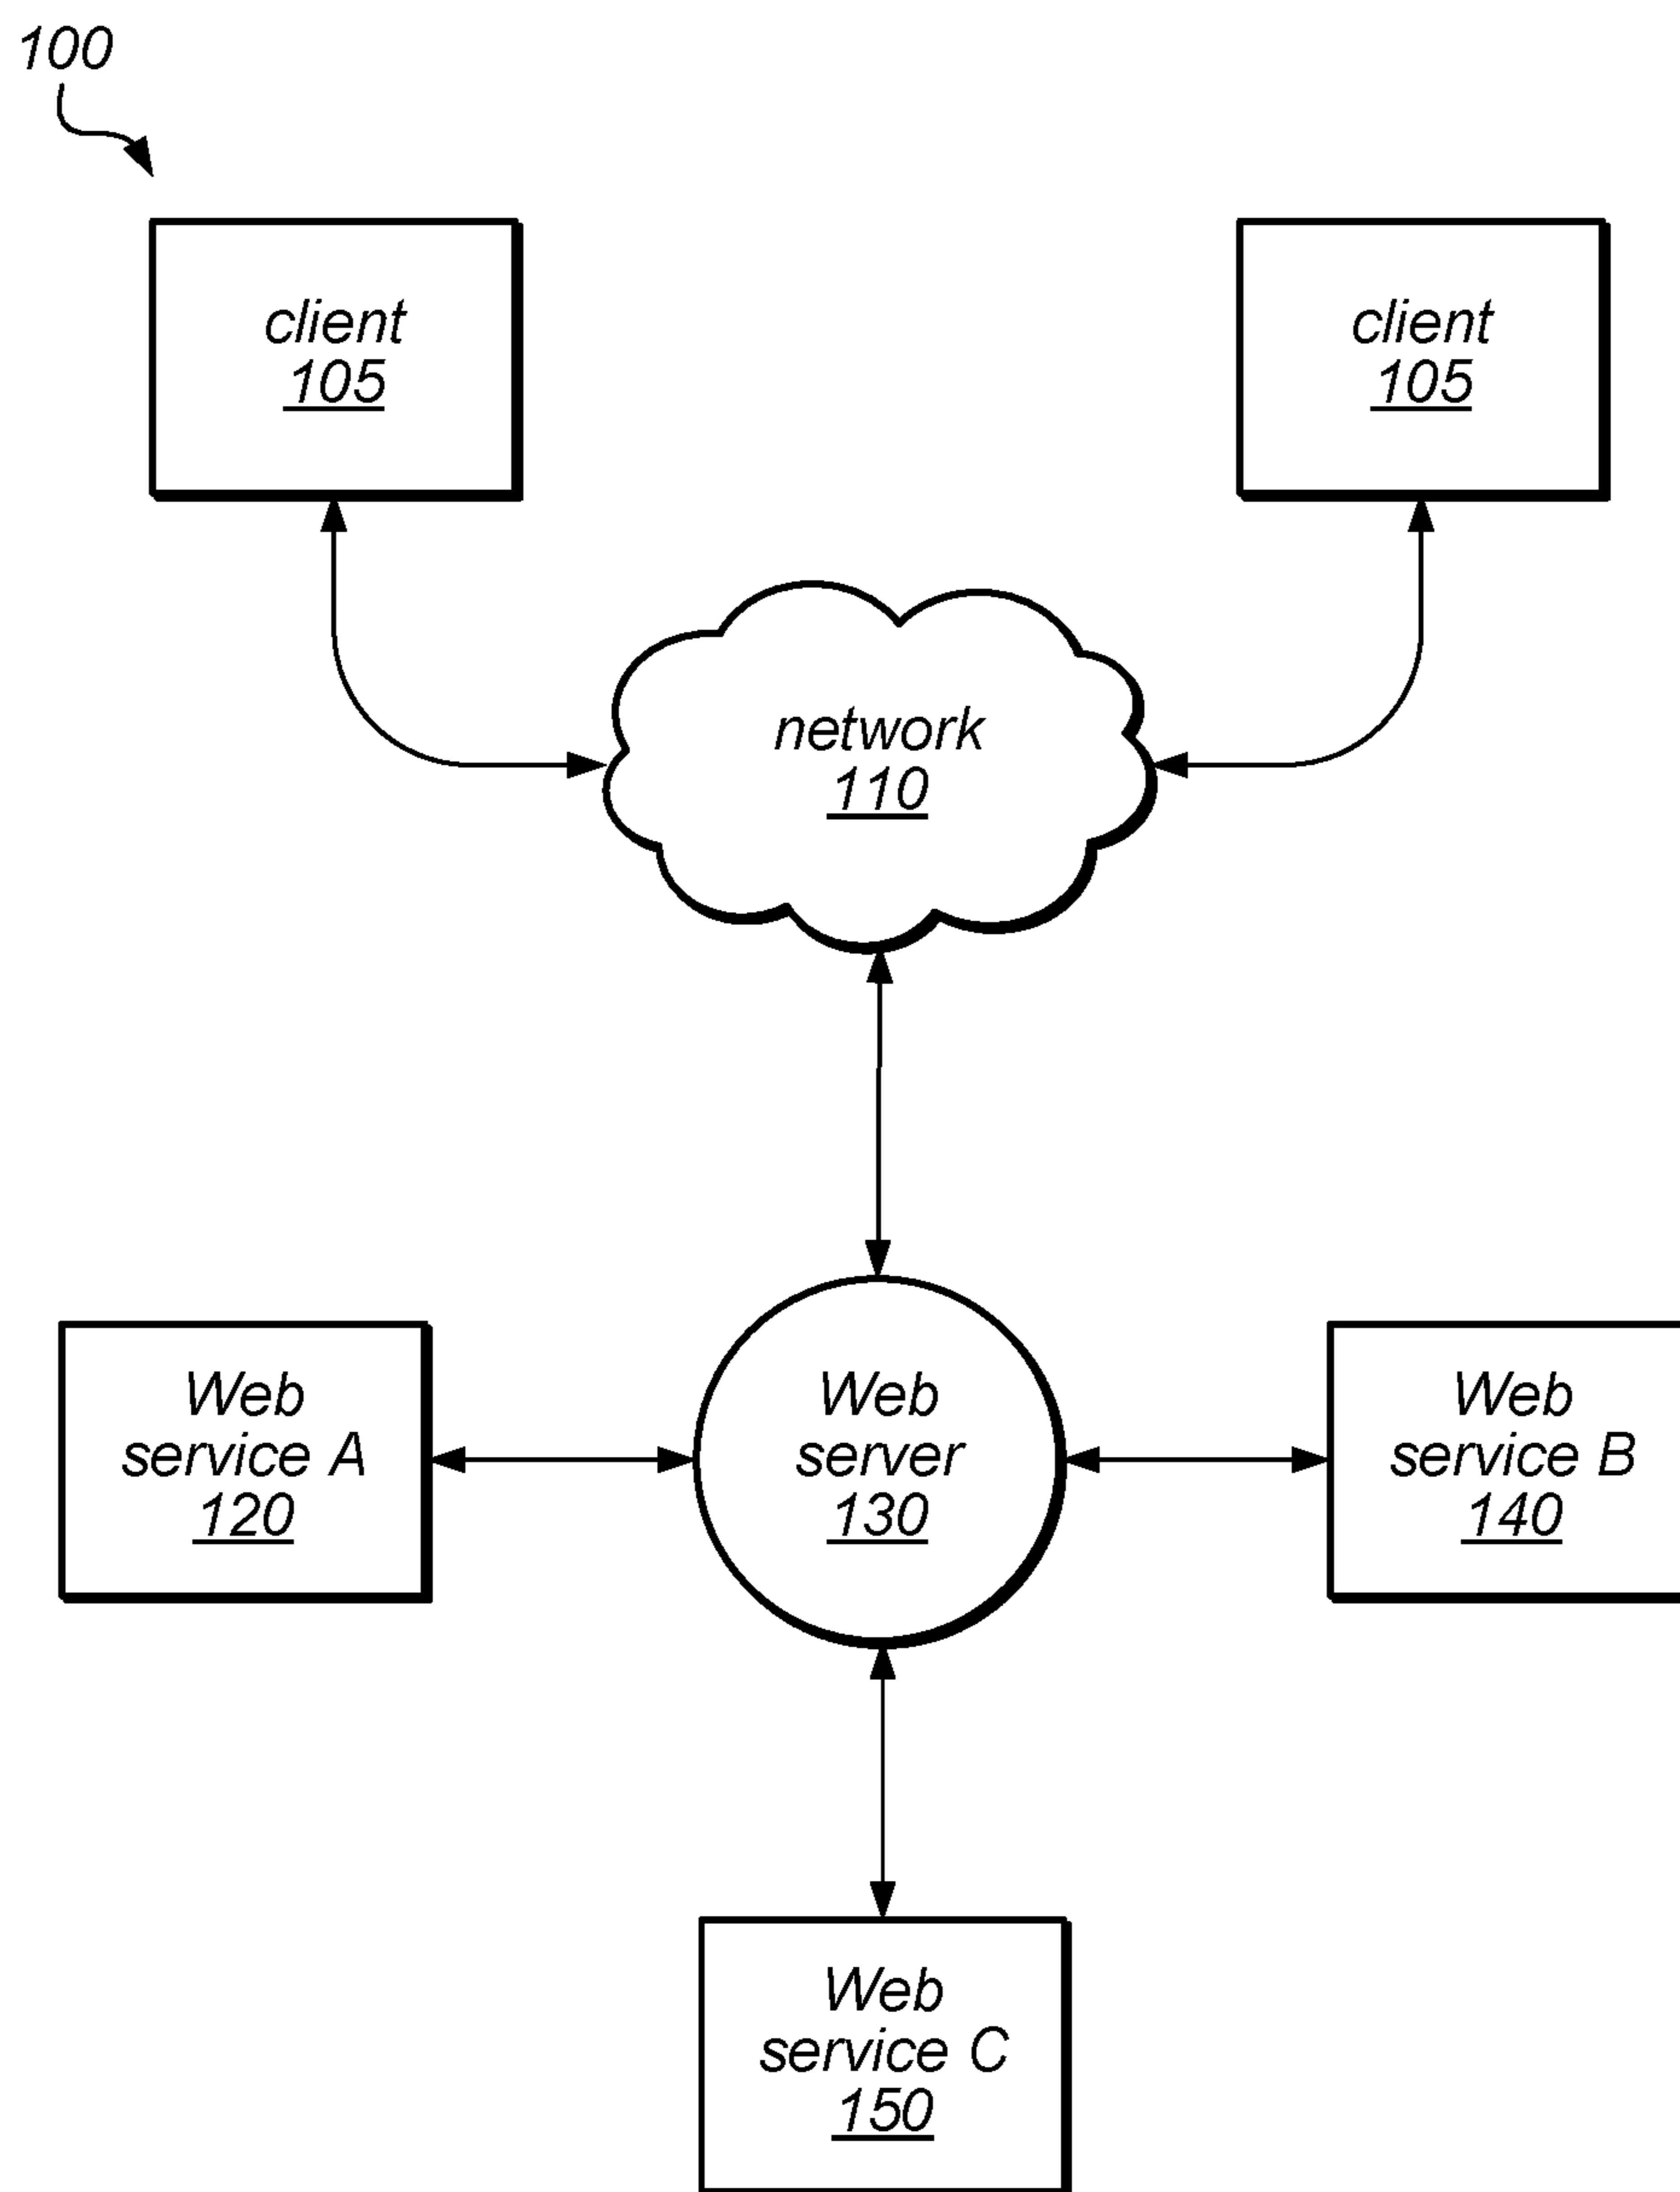 100
client
105
client
105
network
110
Web
service A
120
Web
server
130
Web
service B
140
Web
service C
150